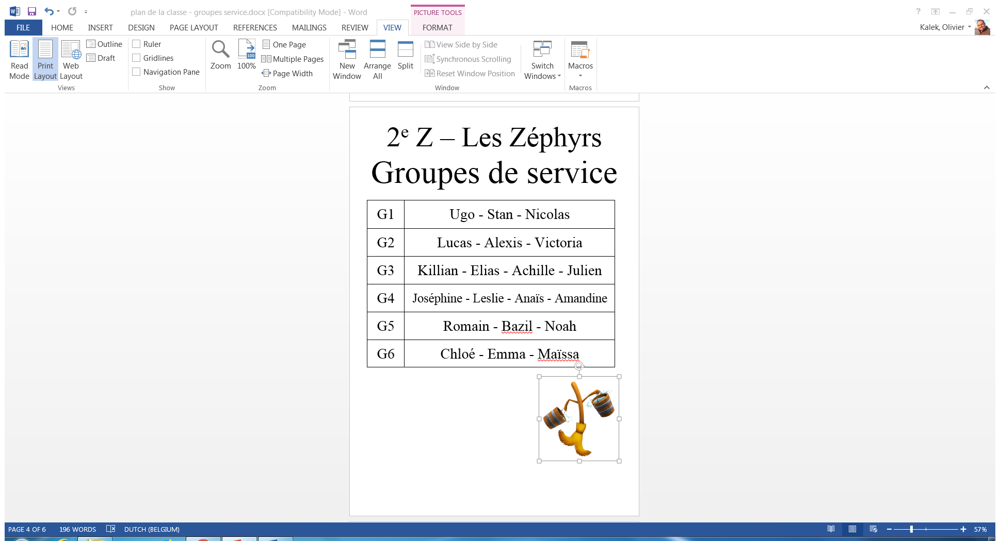 plan de la classe - groupes service.docx [Compatibility Mode] - Word
PICTURE TOOLS
?
FILE HOME INSERT DESIGN PAGE LAYOUT REFERENCES MAILINGS REVIEW VIEW FORMAT
Kalek, Olivier
Read Mode
Print Layout
Web Layout
Outline
Draft
Views
Ruler
Gridlines
Navigation Pane
Show
Zoom
100
100%
One Page
Multiple Pages
Page Width
Zoom
New Window
Arrange All
Split
View Side by Side
Synchronous Scrolling
Reset Window Position
Window
Switch Windows
Macros
Macros
2e Z – Les Zéphyrs
Groupes de service
G1 Ugo - Stan - Nicolas
G2 Lucas - Alexis - Victoria
G3 Killian - Elias - Achille - Julien
G4 Joséphine - Leslie - Anaïs - Amandine
G5 Romain - Bazil - Noah
G6 Chloé - Emma - Maïssa
PAGE 4 OF 6 196 WORDS DUTCH (BELGIUM) 57%